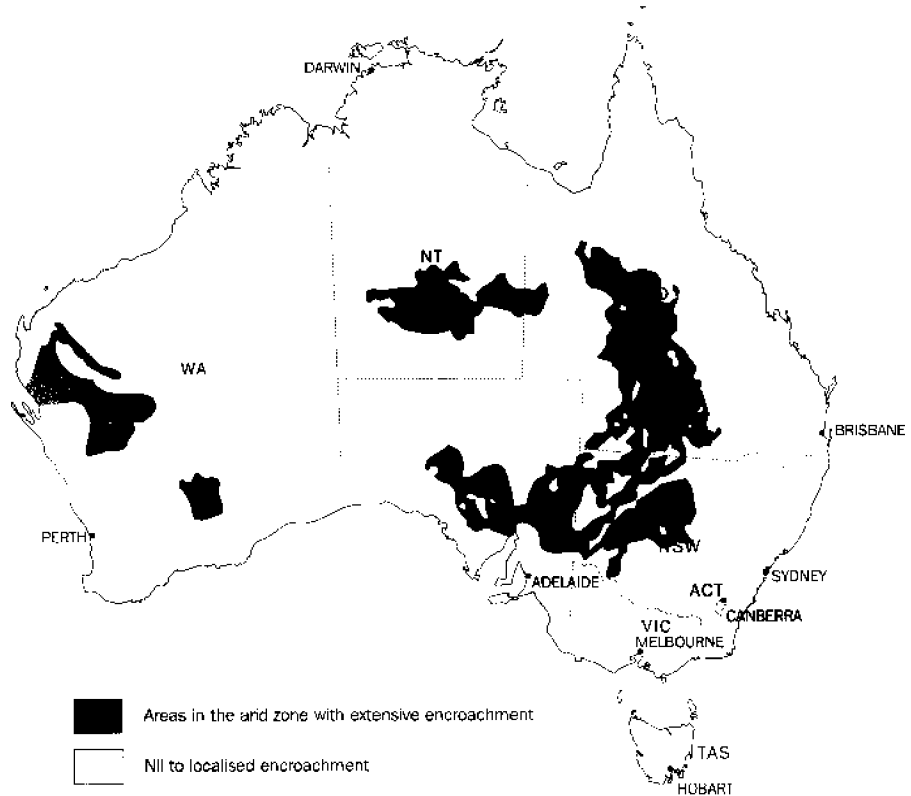 DARWIN
NT
WA
BRISBANE
PERTH
NSW
ADELAIDE
SYDNEY
ACT
CANBERRA
VIC
MELBOURNE
Areas in the arid zone with extensive encroachment
TAS
Nil to localised encroachment
HOBART